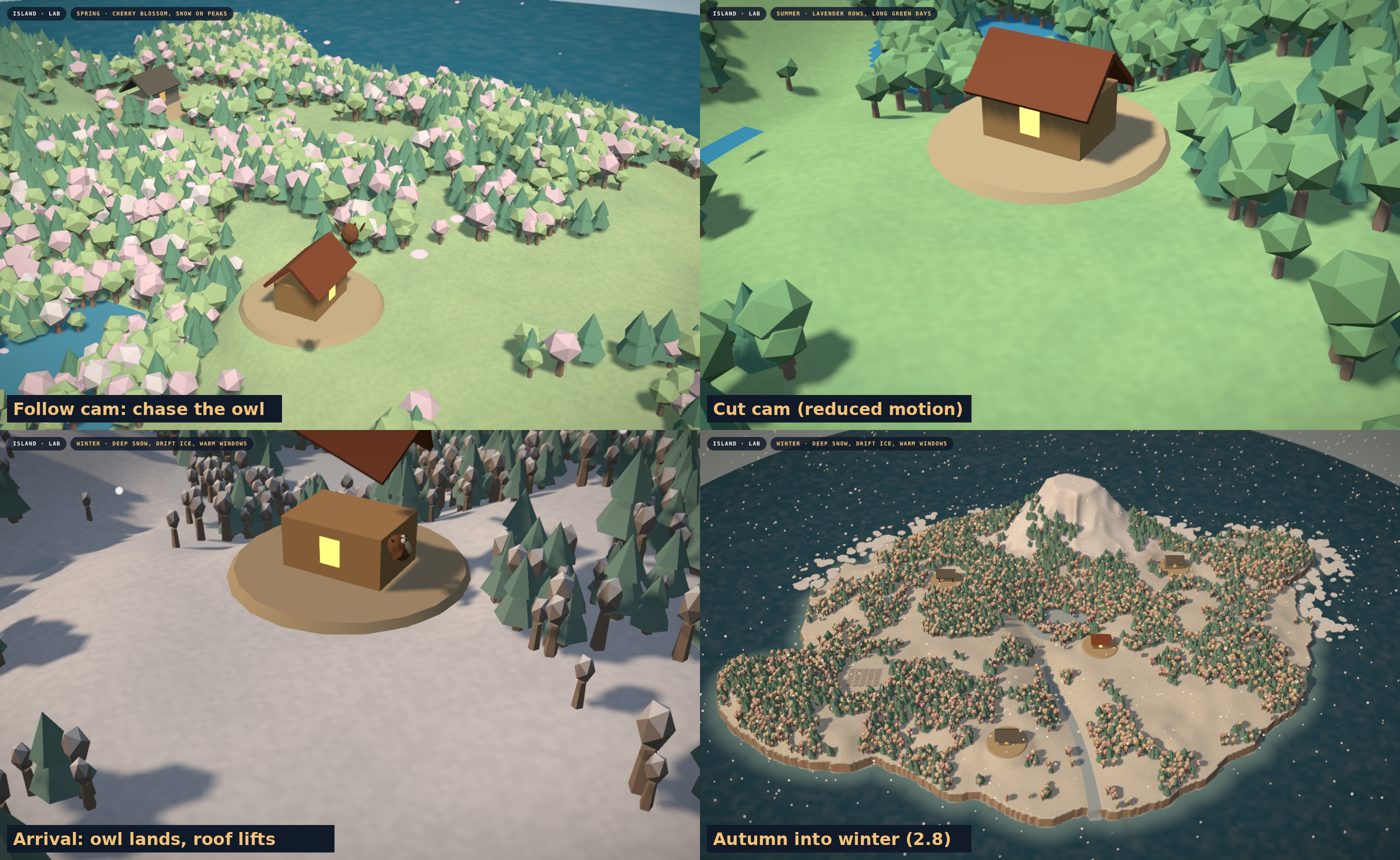 ISLAND · LAB
SPRING · CHERRY BLOSSOM, SNOW ON PEAKS
Follow cam: chase the owl
ISLAND · LAB
SUMMER · LAVENDER ROWS, LONG GREEN DAYS
Cut cam (reduced motion)
ISLAND · LAB
WINTER · DEEP SNOW, DRIFT ICE, WARM WINDOWS
Arrival: owl lands, roof lifts
ISLAND · LAB
WINTER · DEEP SNOW, DRIFT ICE, WARM WINDOWS
Autumn into winter (2.8)